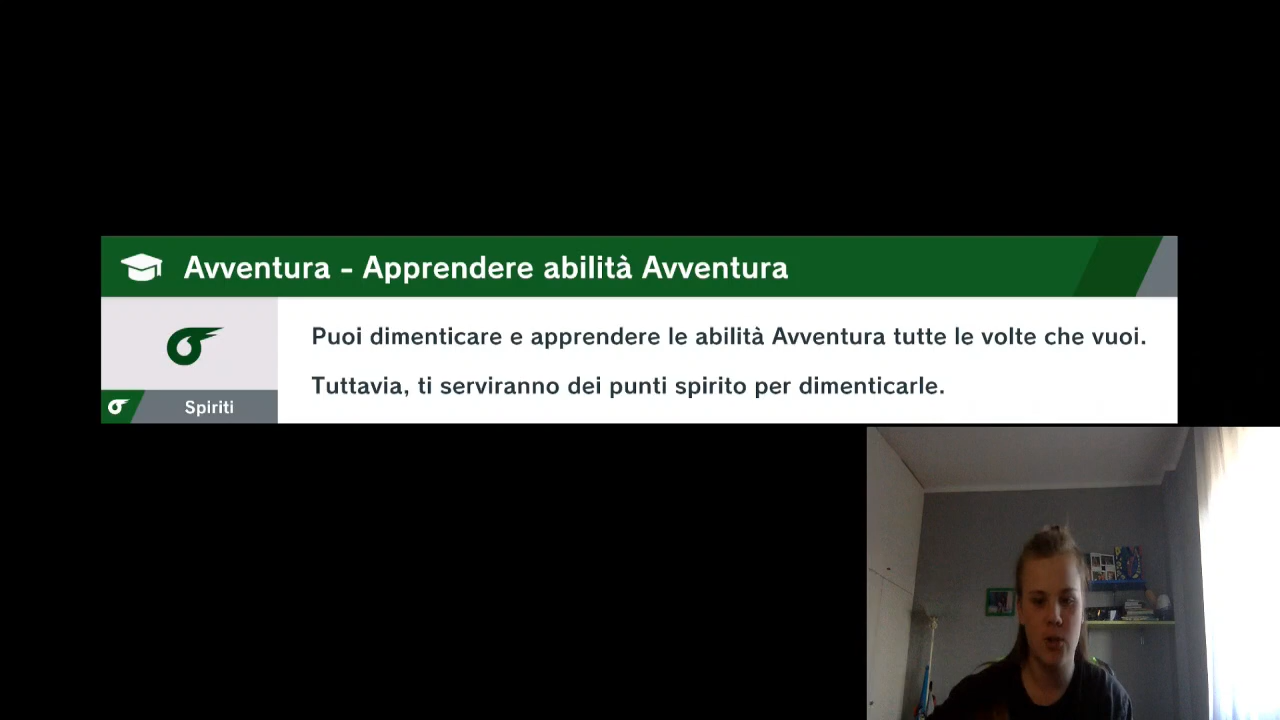 Avventura - Apprendere abilità Avventura
Puoi dimenticare e apprendere le abilità Avventura tutte le volte che vuoi.
Tuttavia, ti serviranno dei punti spirito per dimenticarle.
Spiriti